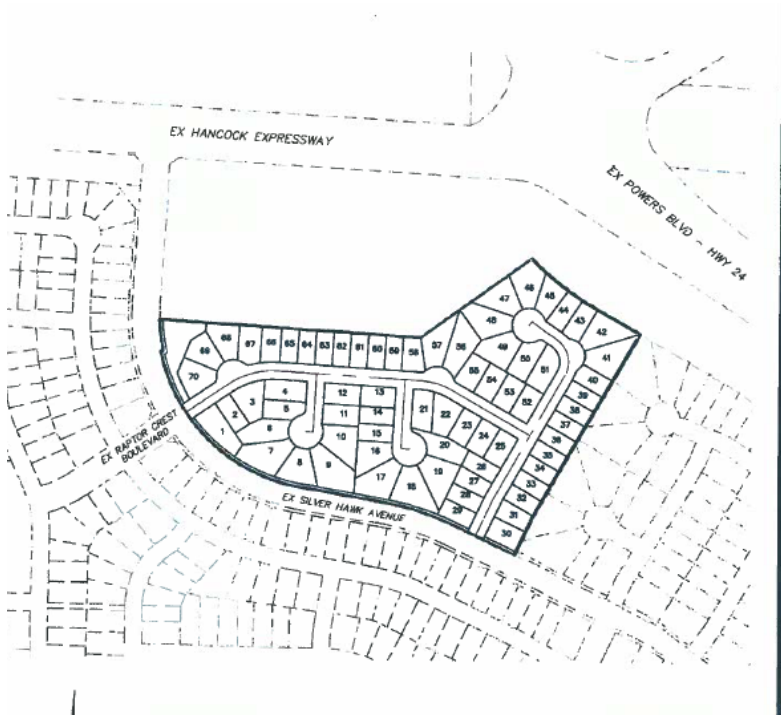 EX HANCOCK EXPRESSWAY
EX POWERS BLVD - HWY 24
46
47 45
44
48 43 42
49 50 41
57 56 51
68 67 66 65 64 63 62 61 60 59 58
69 55 54 53 52 40
70 39
4 12 13 38
3 5 11 14 21 22 37
2 15 23 24 25 36
1 6 10 16 20 35
7 8 9 17 18 19 26 34
27 33
28 32
29 31
30
EX RAPTOR CREST
BOULEVARD
EX SILVER HAWK AVENUE